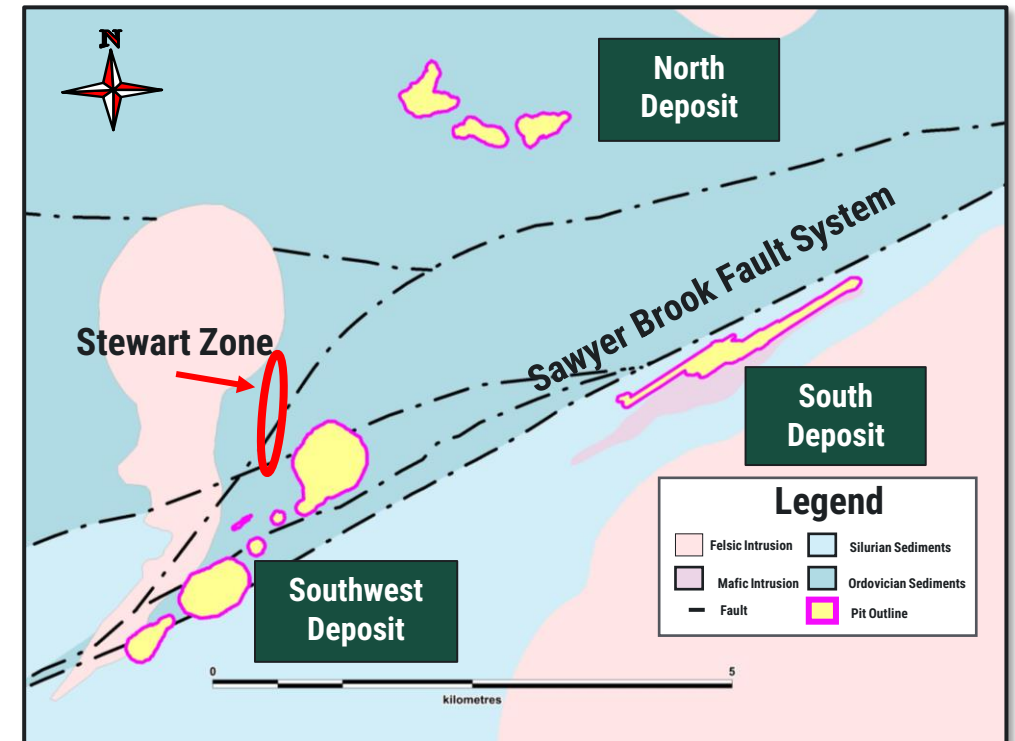 N
North
Deposit
Sawyer Brook Fault System
Stewart Zone
South
Deposit
Legend
Felsic Intrusion
Silurian Sediments
Mafic Intrusion
Ordovician Sediments
Fault
Pit Outline
Southwest
Deposit
0
5
kilometres